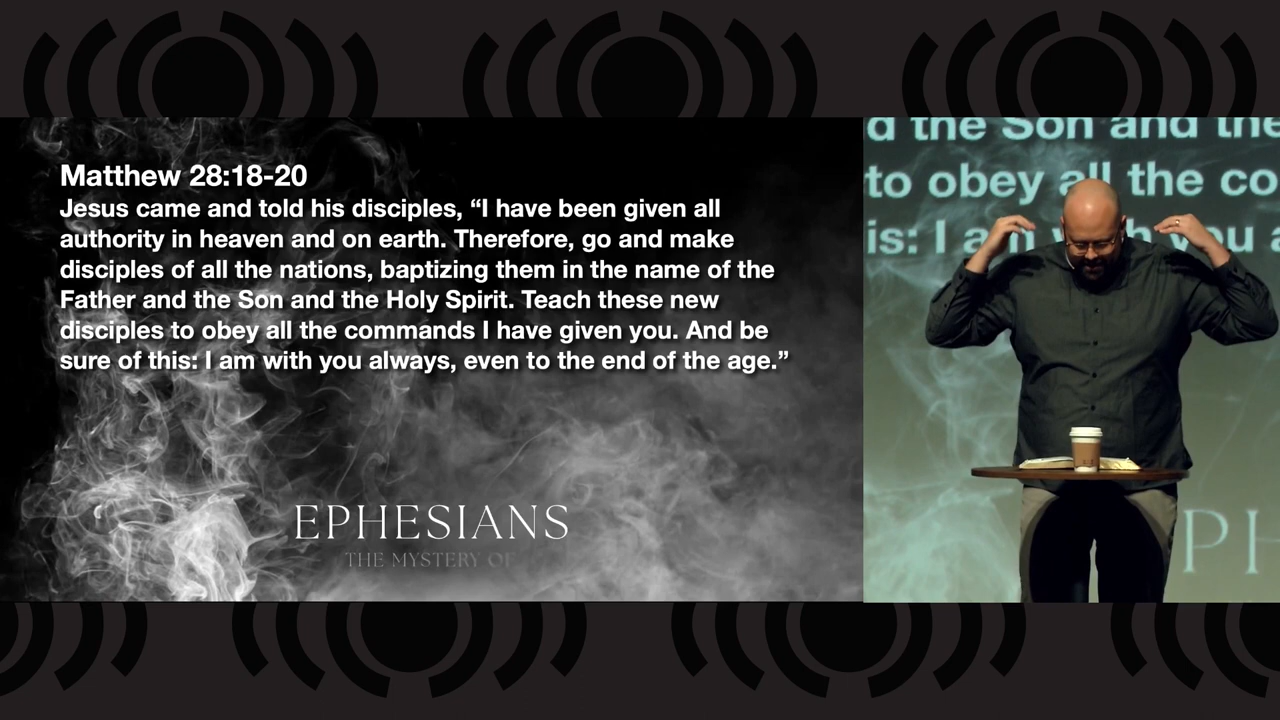 Matthew 28:18-20
Jesus came and told his disciples, “I have been given all
authority in heaven and on earth. Therefore, go and make
disciples of all the nations, baptizing them in the name of the
Father and the Son and the Holy Spirit. Teach these new
disciples to obey all the commands I have given you. And be
sure of this: I am with you always, even to the end of the age.”
EPHESIANS
THE MYSTERY OF
d the Son and the
to obey all the co
is: I am with you a
PH